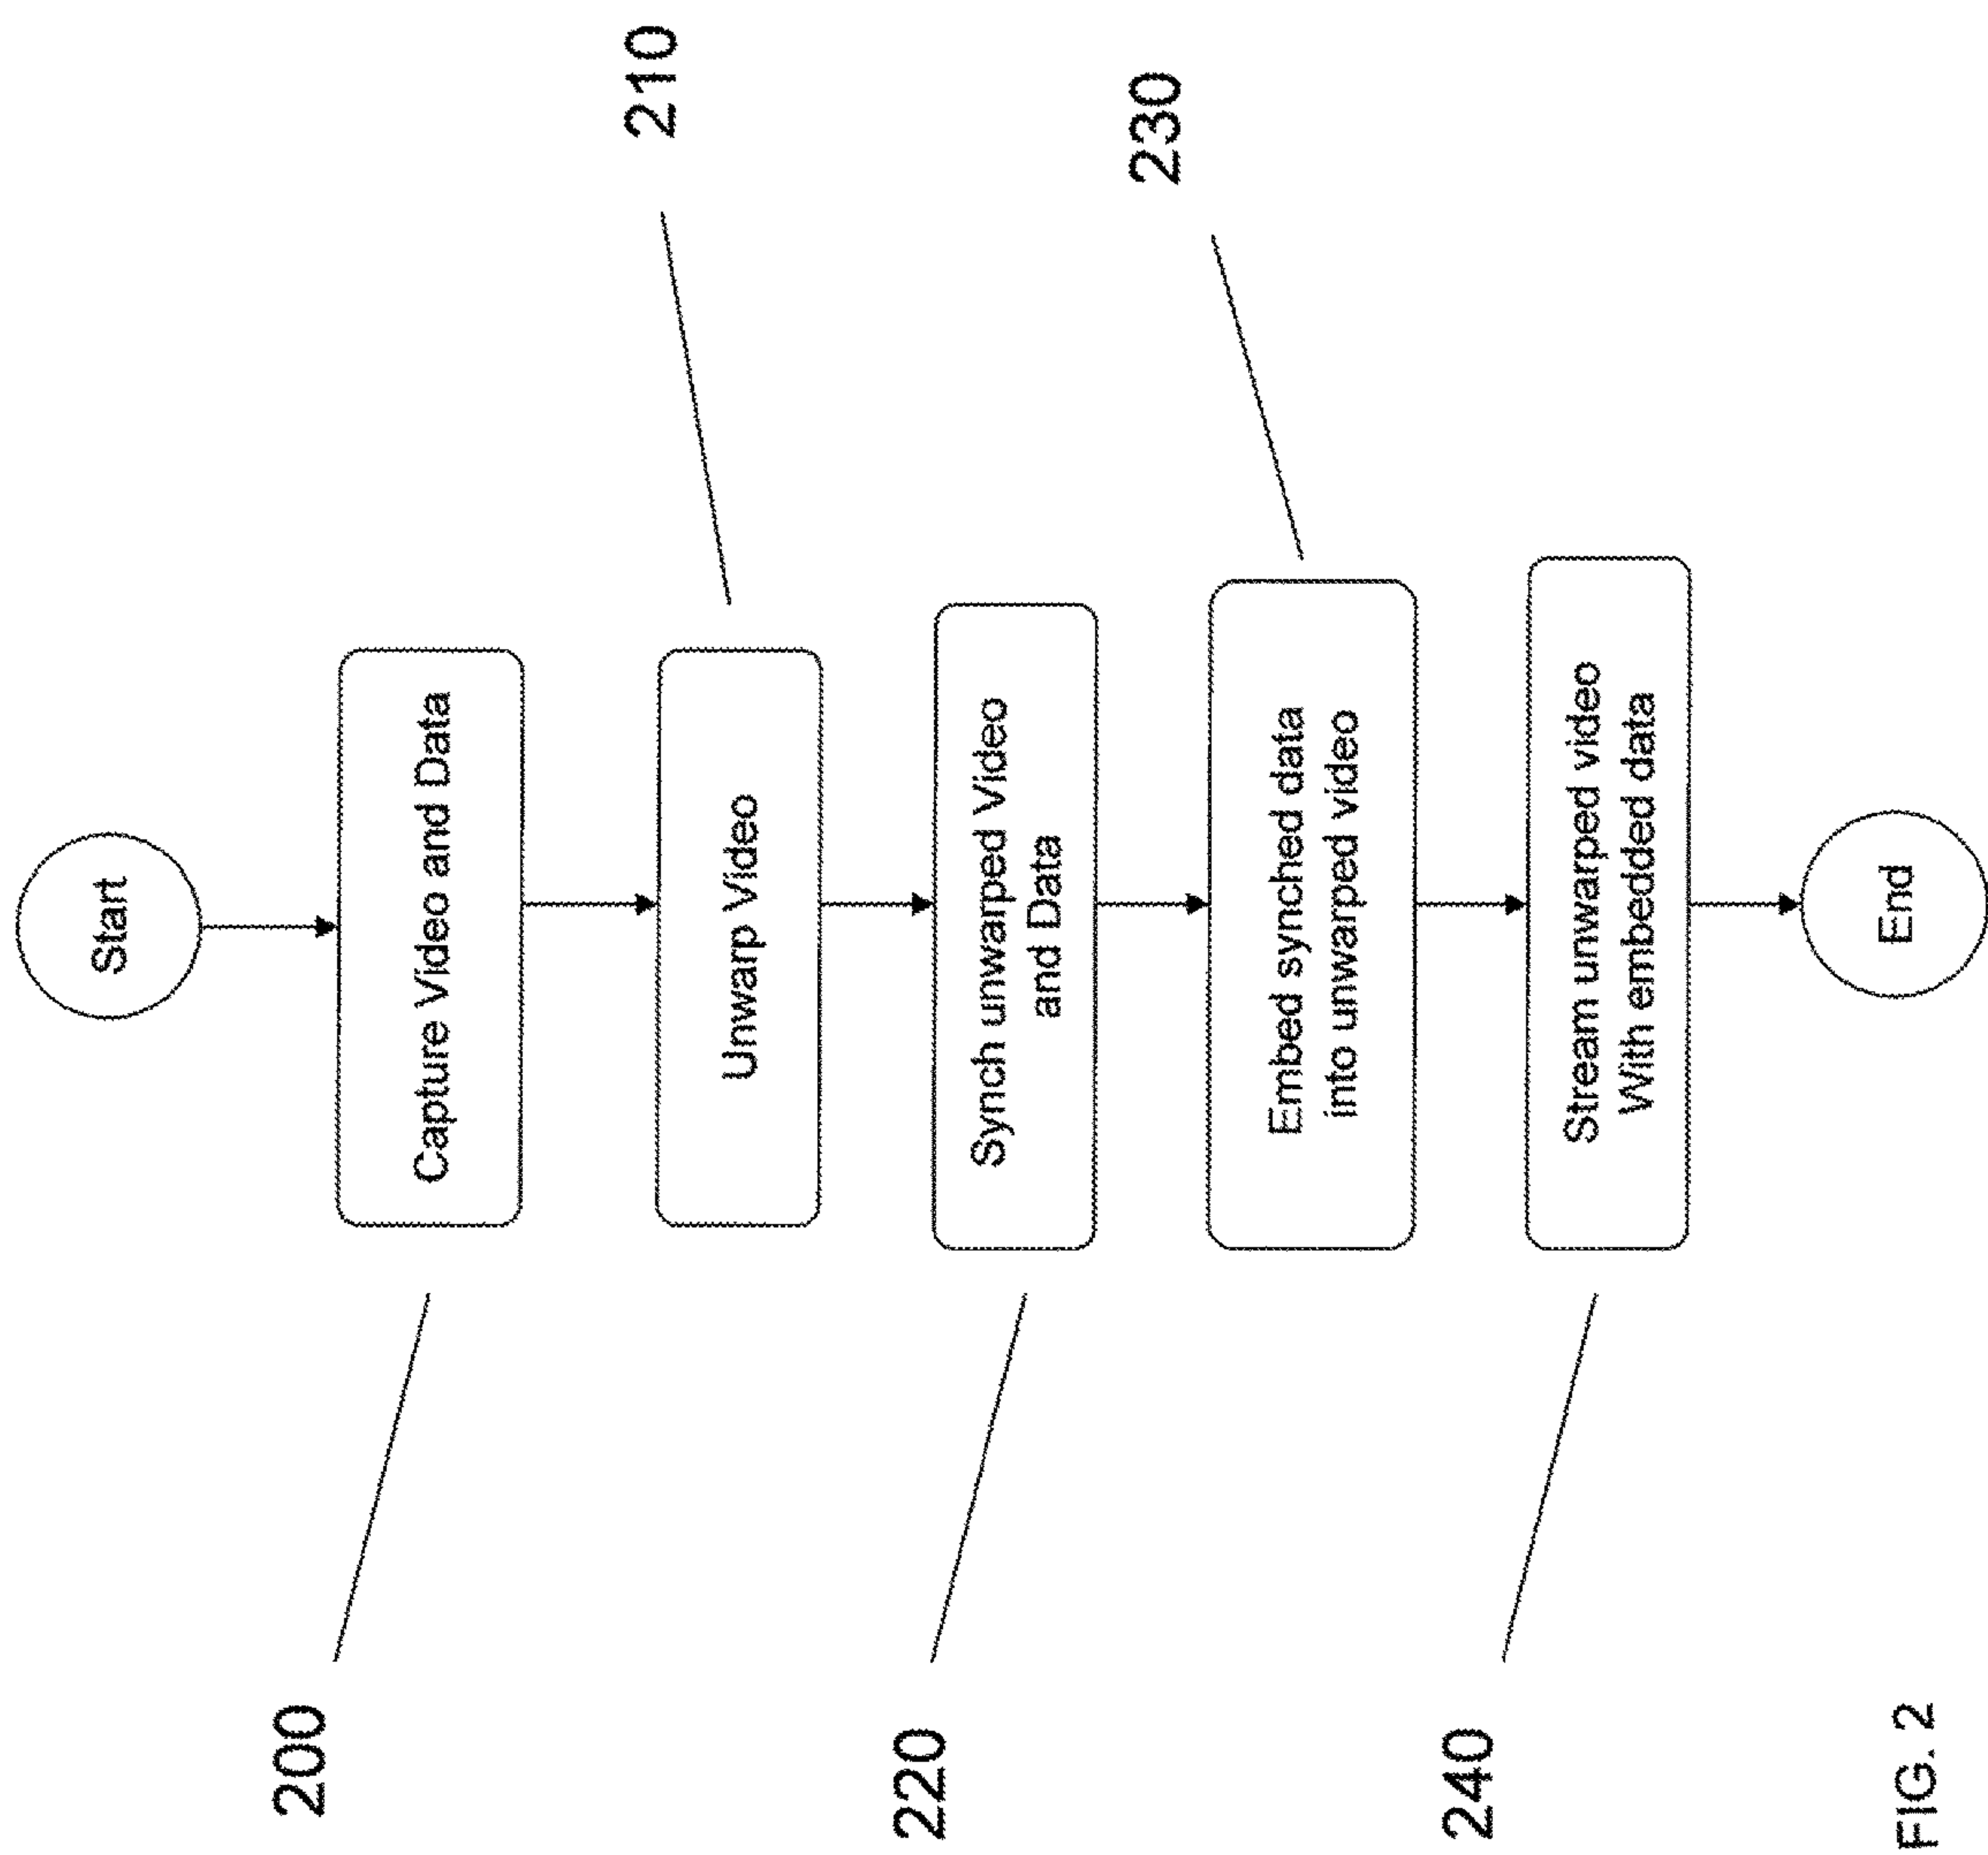 Start
200
Capture Video and Data
210
Unwarp Video
220
Synch unwarped Video
and Data
230
Embed synched data
into unwarped video
240
Stream unwarped video
With embedded data
End
FIG. 2